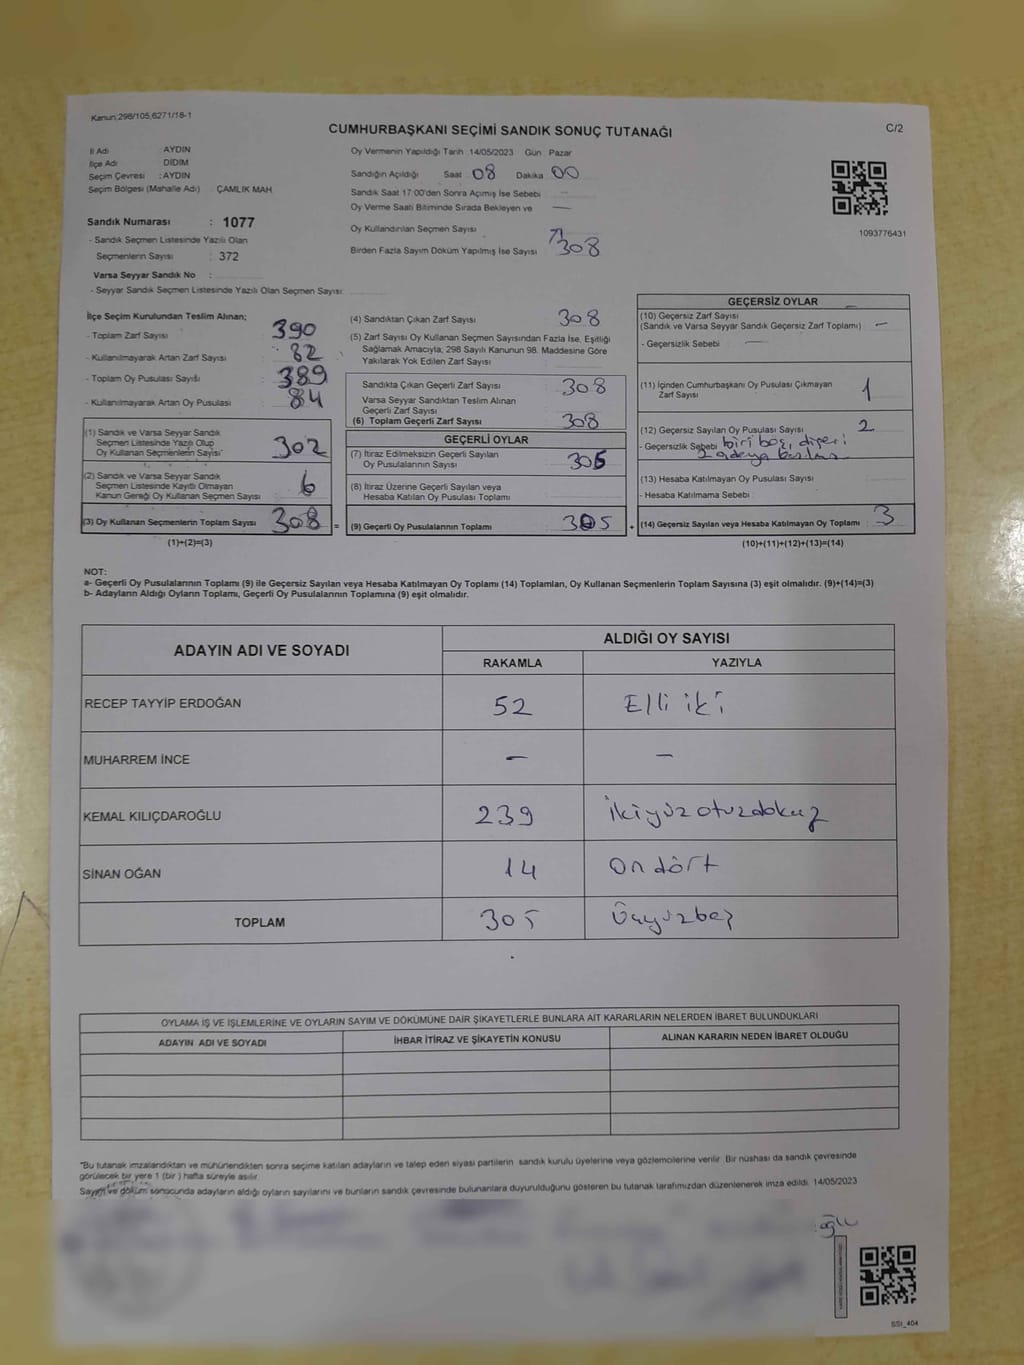 Kanun:298/105,6271/18-1
C/2
CUMHURBAŞKANI SEÇİMİ SANDIK SONUÇ TUTANAĞI
İl Adı : AYDIN
İlçe Adı : DİDİM
Seçim Çevresi : AYDIN
Seçim Bölgesi (Mahalle Adı) : ÇAMLIK MAH.
Sandık Numarası : 1077
- Sandık Seçmen Listesinde Yazılı Olan
Seçmenlerin Sayısı : 372
Varsa Seyyar Sandık No :
- Seyyar Sandık Seçmen Listesinde Yazılı Olan Seçmen Sayısı:
Oy Vermenin Yapıldığı Tarih :14/05/2023 Gün : Pazar
Sandığın Açıldığı Saat : 08 Dakika : 00
Sandık Saat 17:00'den Sonra Açımış İse Sebebi : —
Oy Verme Saati Bitiminde Sırada Bekleyen ve —
Oy Kullandırılan Seçmen Sayısı
Birden Fazla Sayım Döküm Yapılmış İse Sayısı 308
1093776431
İlçe Seçim Kurulundan Teslim Alınan;
- Toplam Zarf Sayısı : 390
- Kullanılmayarak Artan Zarf Sayısı : 82
- Toplam Oy Pusulası Sayısı : 389
- Kullanılmayarak Artan Oy Pusulası : 84
(1) Sandık ve Varsa Seyyar Sandık
Seçmen Listesinde Yazılı Olup
Oy Kullanan Seçmenlerin Sayısı 302
(2) Sandık ve Varsa Seyyar Sandık
Seçmen Listesinde Kayıtlı Olmayan
Kanun Gereği Oy Kullanan Seçmen Sayısı 6
(3) Oy Kullanan Seçmenlerin Toplam Sayısı : 308 =
(1)+(2)=(3)
(4) Sandıktan Çıkan Zarf Sayısı : 308
(5) Zarf Sayısı Oy Kullanan Seçmen Sayısından Fazla İse, Eşitliği
Sağlamak Amacıyla; 298 Sayılı Kanunun 98. Maddesine Göre
Yakılarak Yok Edilen Zarf Sayısı :
Sandıkta Çıkan Geçerli Zarf Sayısı : 308
Varsa Seyyar Sandıktan Teslim Alınan
Geçerli Zarf Sayısı :
(6) Toplam Geçerli Zarf Sayısı : 308
GEÇERLİ OYLAR
(7) İtiraz Edilmeksizin Geçerli Sayılan
Oy Pusulalarının Sayısı : 305
(8) İtiraz Üzerine Geçerli Sayılan veya
Hesaba Katılan Oy Pusulası Toplamı :
(9) Geçerli Oy Pusulalarının Toplamı : 305 +
GEÇERSİZ OYLAR
(10) Geçersiz Zarf Sayısı
(Sandık ve Varsa Seyyar Sandık Geçersiz Zarf Toplamı) : —
- Geçersizlik Sebebi : —
(11) İçinden Cumhurbaşkanı Oy Pusulası Çıkmayan
Zarf Sayısı : 1
(12) Geçersiz Sayılan Oy Pusulası Sayısı : 2
- Geçersizlik Sebebi : biri boş, diğeri
2 adaya basılmış
(13) Hesaba Katılmayan Oy Pusulası Sayısı :
- Hesaba Katılmama Sebebi :
(14) Geçersiz Sayılan veya Hesaba Katılmayan Oy Toplamı : 3
(10)+(11)+(12)+(13)=(14)
NOT:
a- Geçerli Oy Pusulalarının Toplamı (9) ile Geçersiz Sayılan veya Hesaba Katılmayan Oy Toplamı (14) Toplamları, Oy Kullanan Seçmenlerin Toplam Sayısına (3) eşit olmalıdır. (9)+(14)=(3)
b- Adayların Aldığı Oyların Toplamı, Geçerli Oy Pusulalarının Toplamına (9) eşit olmalıdır.
ADAYIN ADI VE SOYADI
ALDIĞI OY SAYISI
RAKAMLA YAZIYLA
RECEP TAYYİP ERDOĞAN 52 Elli iki
MUHARREM İNCE — —
KEMAL KILIÇDAROĞLU 239 ikiyüzotuzdokuz
SİNAN OĞAN 14 On dört
TOPLAM 305 Üçyüzbeş
OYLAMA İŞ VE İŞLEMLERİNE VE OYLARIN SAYIM VE DÖKÜMÜNE DAİR ŞİKAYETLERLE BUNLARA AİT KARARLARIN NELERDEN İBARET BULUNDUKLARI
ADAYIN ADI VE SOYADI İHBAR İTİRAZ VE ŞİKAYETİN KONUSU ALINAN KARARIN NEDEN İBARET OLDUĞU
*Bu tutanak imzalandıktan ve mühürlendikten sonra seçime katılan adayların ve talep eden siyasi partilerin sandık kurulu üyelerine veya gözlemcilerine verilir. Bir nüshası da sandık çevresinde
görülecek bir yere 1 (bir) hafta süreyle asılır.
Sayım ve döküm sonucunda adayların aldığı oyların sayılarını ve bunların sandık çevresinde bulunanlara duyurulduğunu gösteren bu tutanak tarafımızdan düzenlenerek imza edildi. 14/05/2023
oğlu
SSI_404